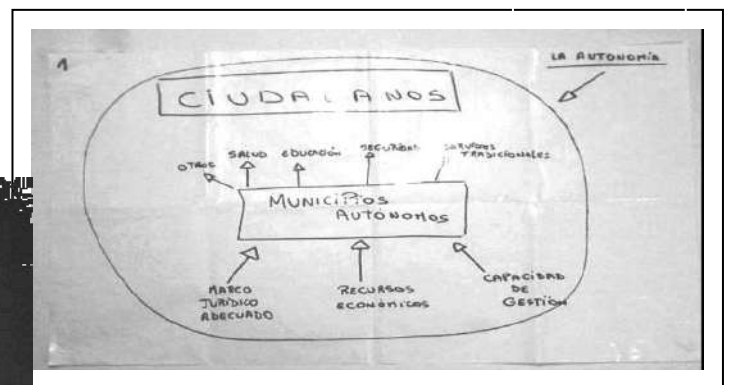 1
LA AUTONOMÍA
CIUDADANOS
OTROS
SALUD
EDUCACIÓN
SEGURIDAD
SERVICIOS
TRADICIONALES
MUNICIPIOS
AUTÓNOMOS
MARCO
JURÍDICO
ADECUADO
RECURSOS
ECONÓMICOS
CAPACIDAD
DE
GESTIÓN